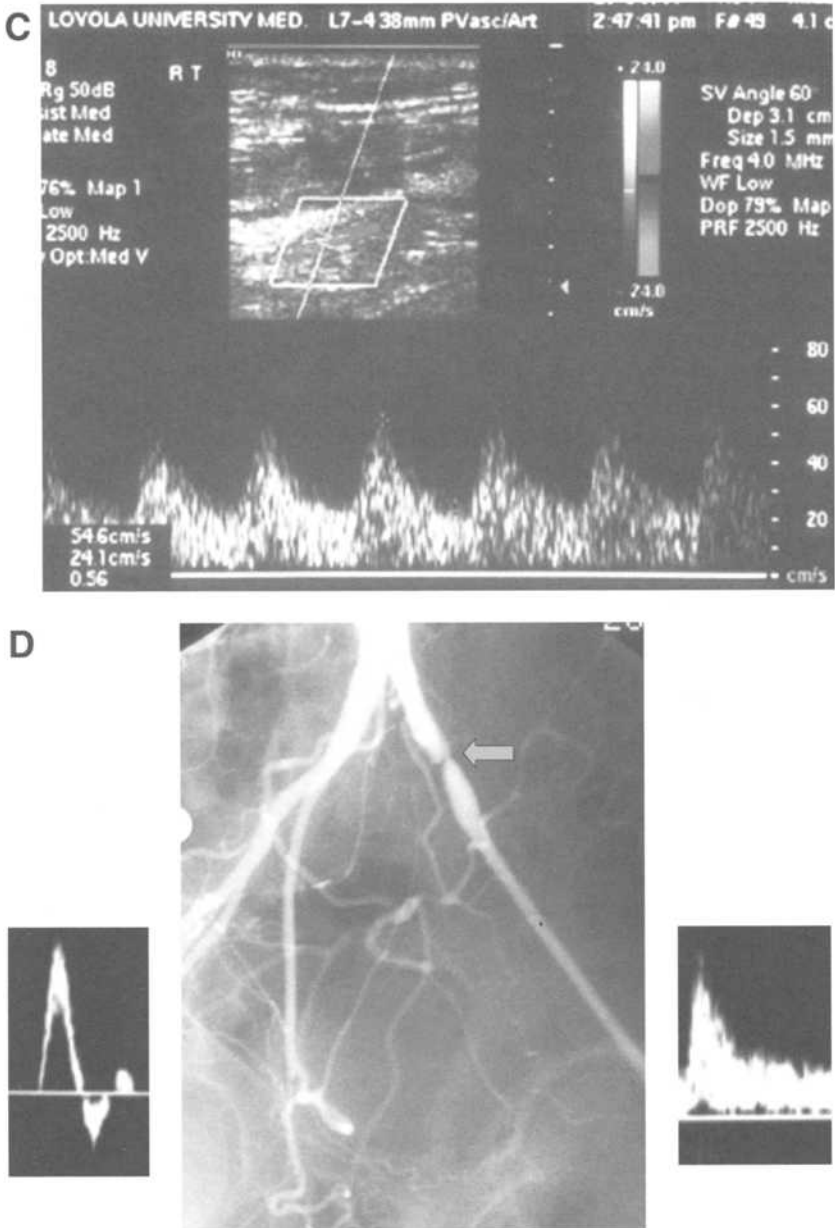 C
LOYOLA UNIVERSITY MED. L7-4 38mm PVasc/Art 2:47:41 pm F# 49 4.1 c
8
Rg 50dB
ist Med
ate Med
76% Map 1
Low
2500 Hz
Opt:Med V
R T
24.0
- 24.0
cm/s
SV Angle 60°
Dep 3.1 cm
Size 1.5 mm
Freq 4.0 MHz
WF Low
Dop 79% Map
PRF 2500 Hz
80
60
40
20
cm/s
54.6cm/s
24.1cm/s
0.56
D